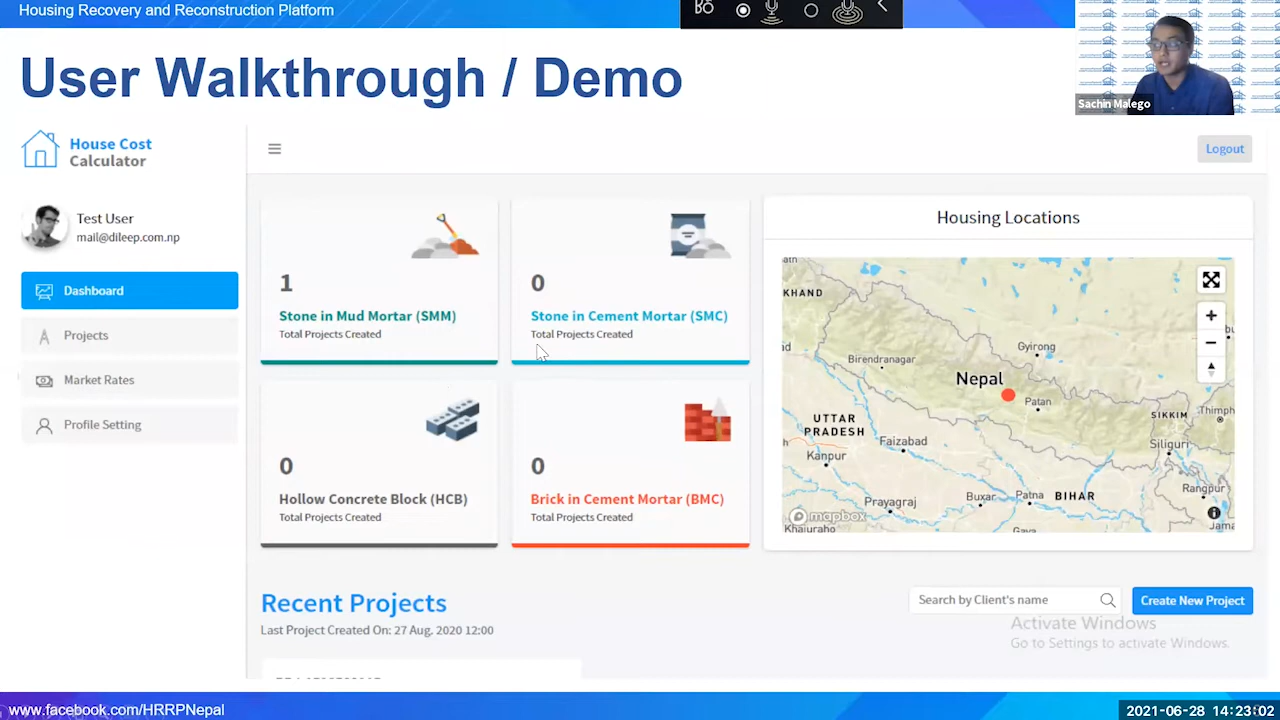 Housing Recovery and Reconstruction Platform
User Walkthrough / Demo
Sachin Malego
House Cost
Calculator
Logout
Test User
mail@dileep.com.np
Dashboard
Projects
Market Rates
Profile Setting
1
Stone in Mud Mortar (SMM)
Total Projects Created
0
Stone in Cement Mortar (SMC)
Total Projects Created
0
Hollow Concrete Block (HCB)
Total Projects Created
0
Brick in Cement Mortar (BMC)
Total Projects Created
Housing Locations
KHAND
Gyirong
Birendranagar
Nepal
Patan
UTTAR
PRADESH
SIKKIM
Thimph
Faizabad
Siliguri
Kanpur
Rangpur
Prayagraj
Buxar
Patna
BIHAR
mapbox
Khajuraho
Gaya
Jama
Recent Projects
Last Project Created On: 27 Aug. 2020 12:00
Search by Client's name
Create New Project
Activate Windows
Go to Settings to activate Windows.
www.facebook.com/HRRPNepal
2021-06-28 14:23:02